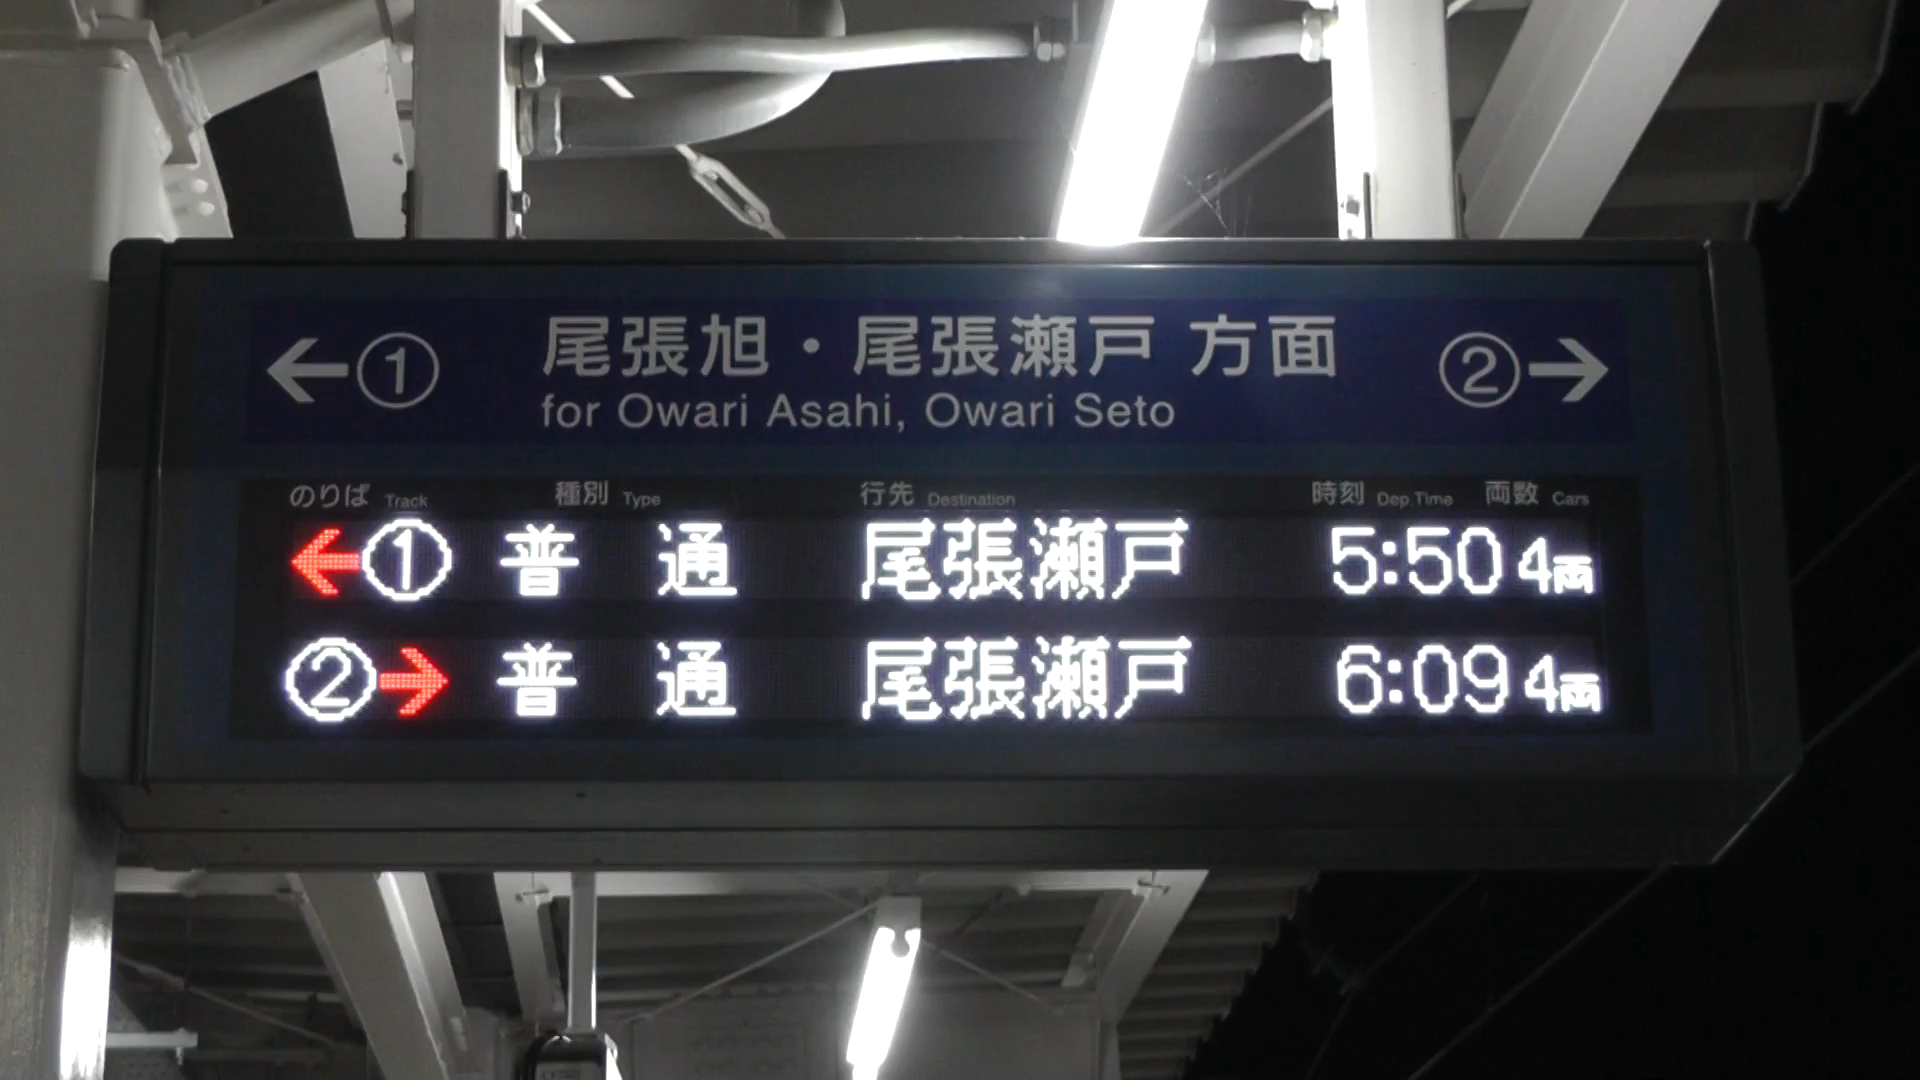 ←① 尾張旭・尾張瀬戸 方面 ②→
for Owari Asahi, Owari Seto
のりば Track 種別 Type 行先 Destination 時刻 Dep.Time 両数 Cars
←① 普通 尾張瀬戸 5:50 4両
②→ 普通 尾張瀬戸 6:09 4両